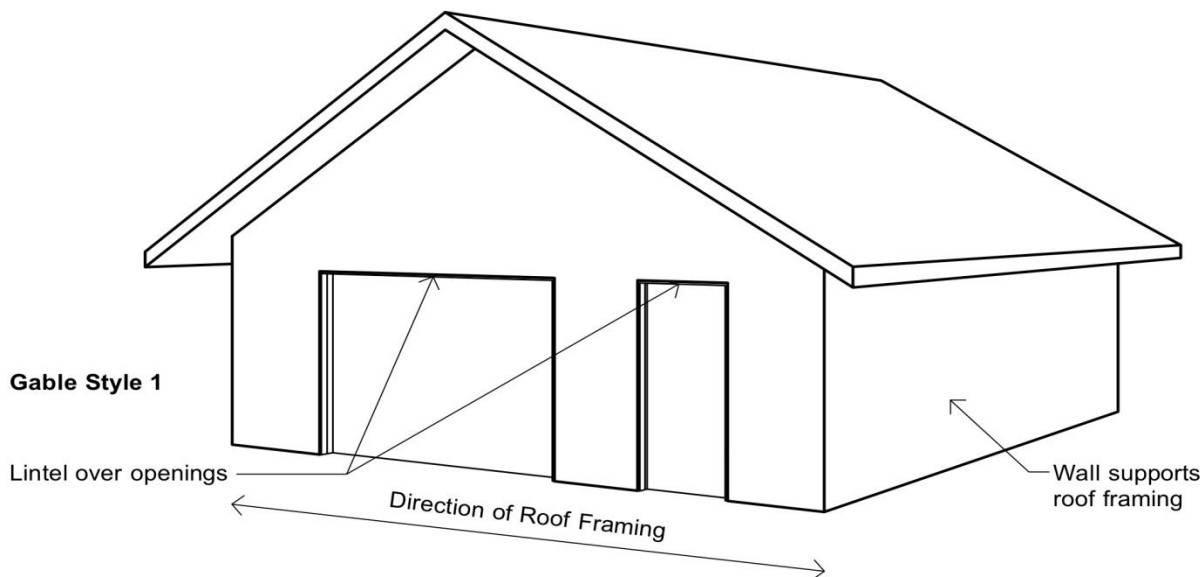 Gable Style 1
Lintel over openings
Direction of Roof Framing
Wall supports
roof framing